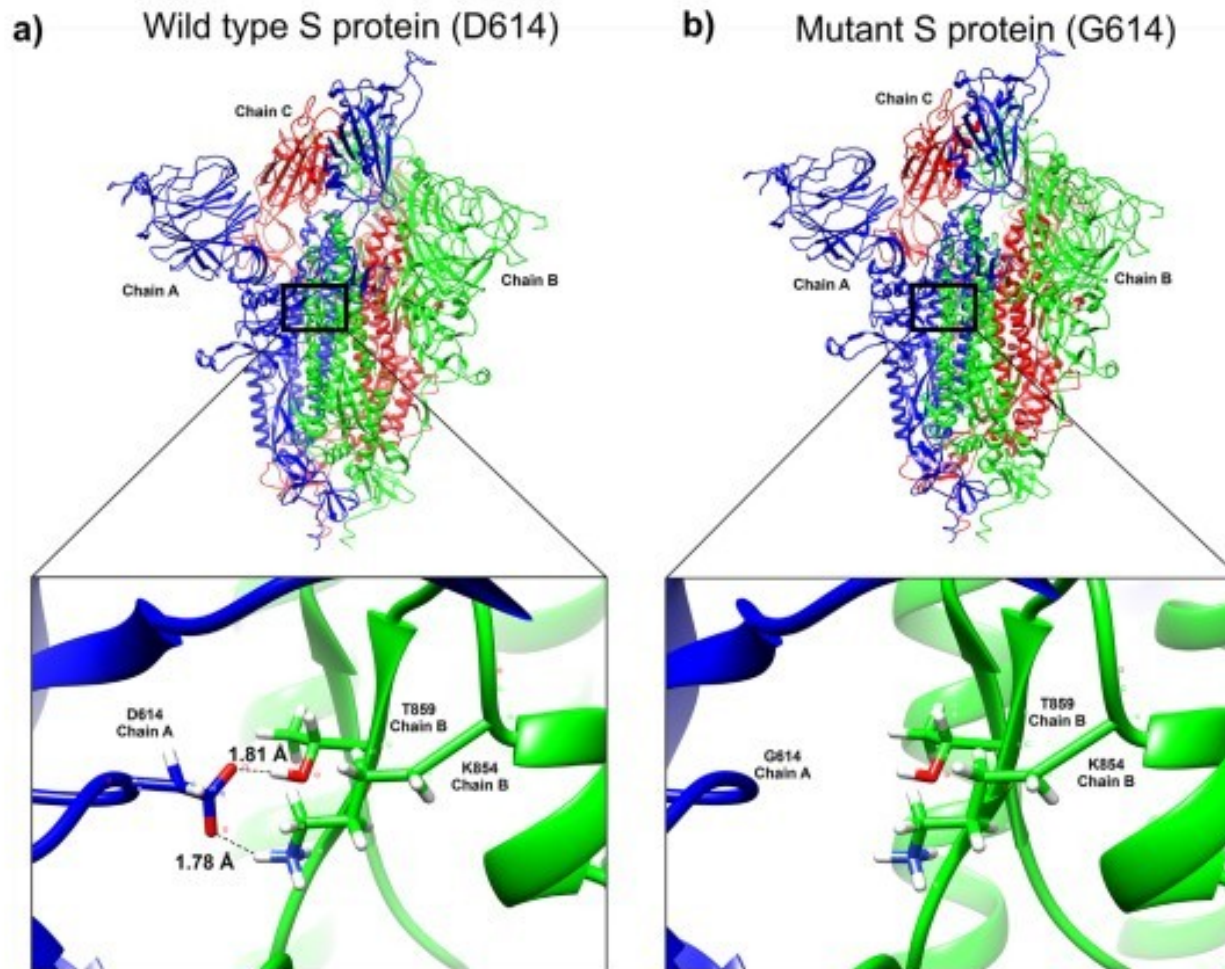 a) Wild type S protein (D614)
Chain C
Chain A
Chain B
D614
Chain A
1.81 Å
1.78 Å
T859
Chain B
K854
Chain B
b) Mutant S protein (G614)
Chain C
Chain A
Chain B
G614
Chain A
T859
Chain B
K854
Chain B